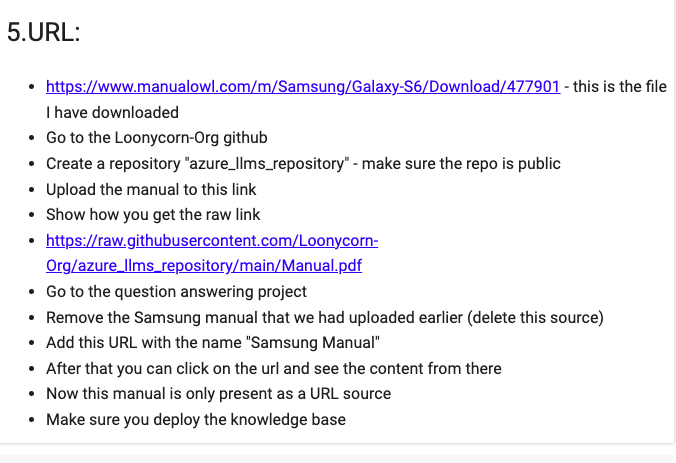 5.URL:
• https://www.manualowl.com/m/Samsung/Galaxy-S6/Download/477901 - this is the file
I have downloaded
• Go to the Loonycorn-Org github
• Create a repository "azure_llms_repository" - make sure the repo is public
• Upload the manual to this link
• Show how you get the raw link
• https://raw.githubusercontent.com/Loonycorn-
Org/azure_llms_repository/main/Manual.pdf
• Go to the question answering project
• Remove the Samsung manual that we had uploaded earlier (delete this source)
• Add this URL with the name "Samsung Manual"
• After that you can click on the url and see the content from there
• Now this manual is only present as a URL source
• Make sure you deploy the knowledge base